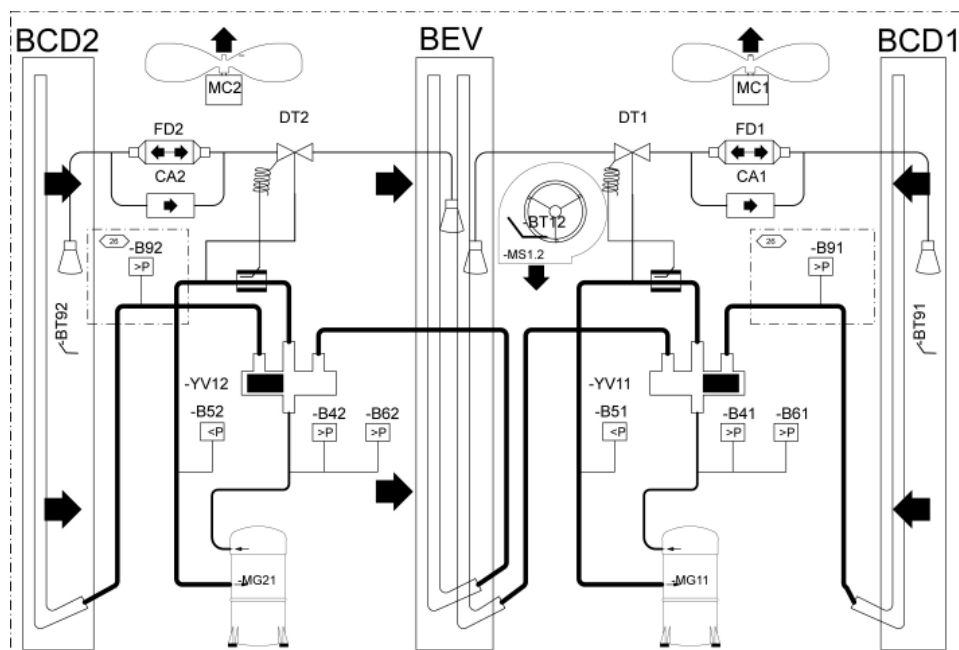 BCD2
BEV
BCD1
MC2
MC1
DT2
DT1
FD2
FD1
CA2
CA1
-BT12
-MS1.2
26
-B92
>P
26
-B91
>P
-BT92
-BT91
-YV12
-YV11
-B52
<P
-B42
>P
-B62
>P
-B51
<P
-B41
>P
-B61
>P
-MG21
-MG11